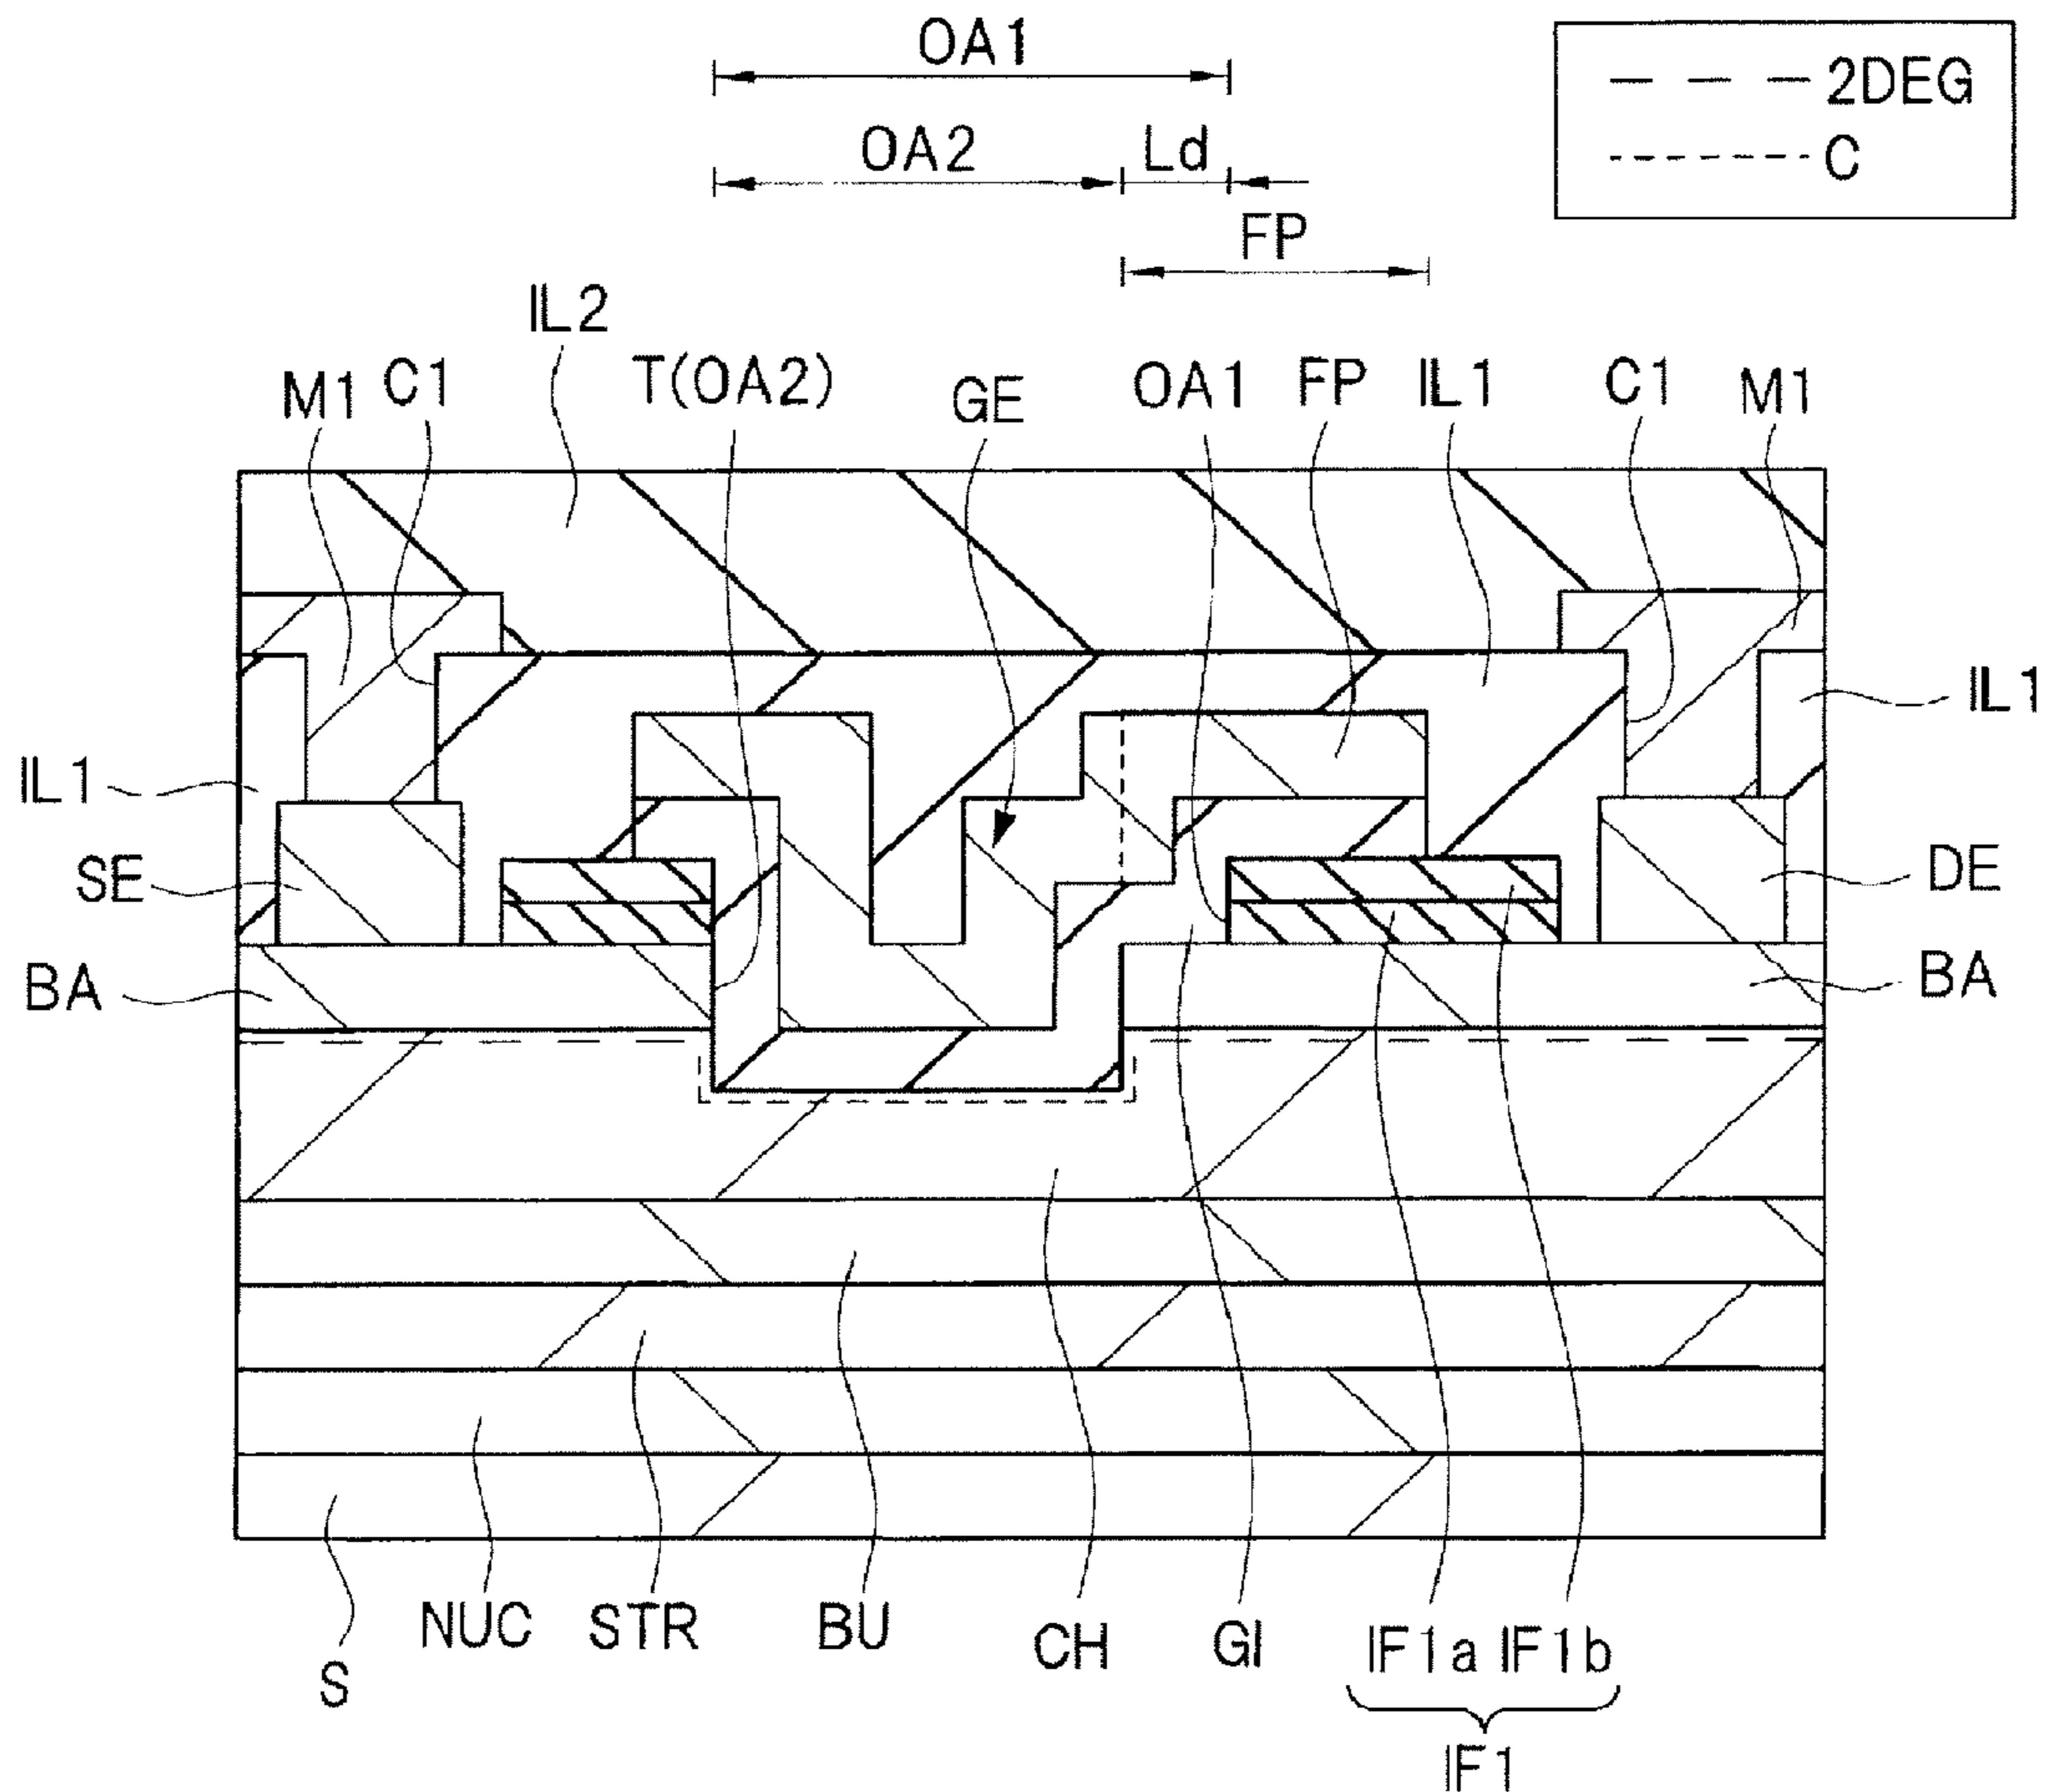 OA1
2DEG
C
OA2 Ld
FP
IL2
M1 C1 T(OA2) GE OA1 FP IL1 C1 M1
IL1 IL1
SE DE
BA BA
NUC STR BU CH GI IF1a IF1b
S
IF1